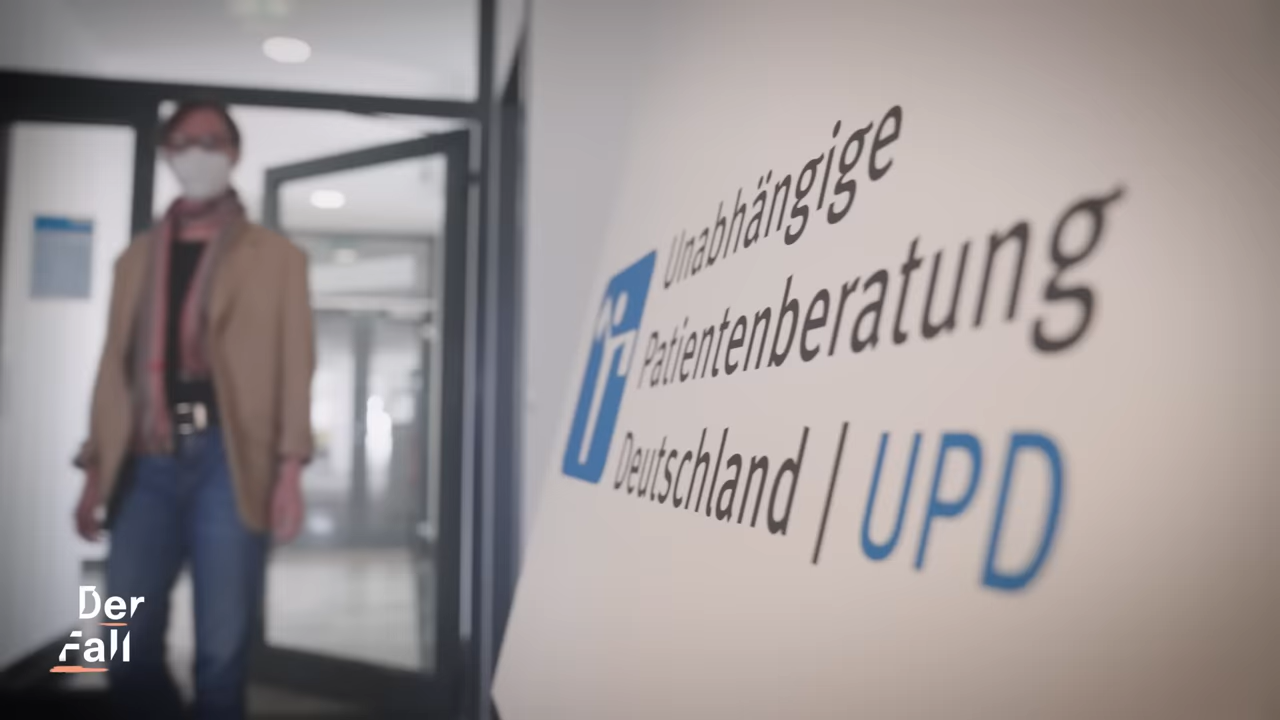 Unabhängige
Patientenberatung
Deutschland | UPD
Der
Fall